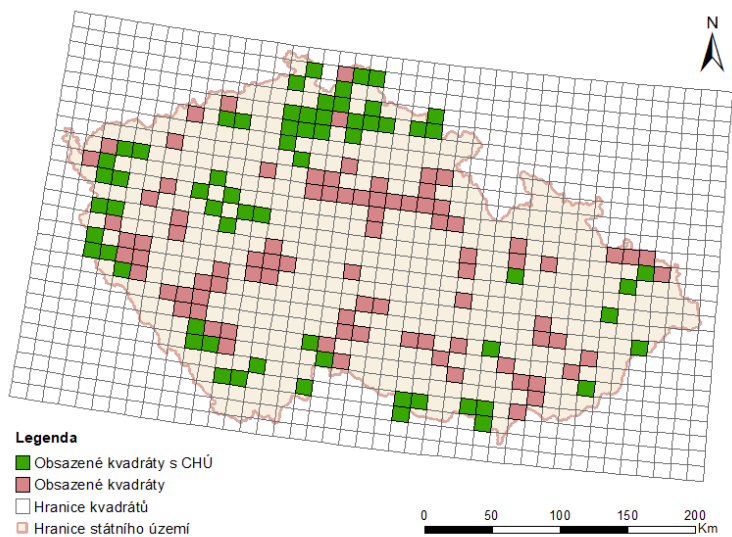 N
Legenda
Obsazené kvadráty s CHÚ
Obsazené kvadráty
Hranice kvadrátů
Hranice státního území
0 50 100 150 200
Km